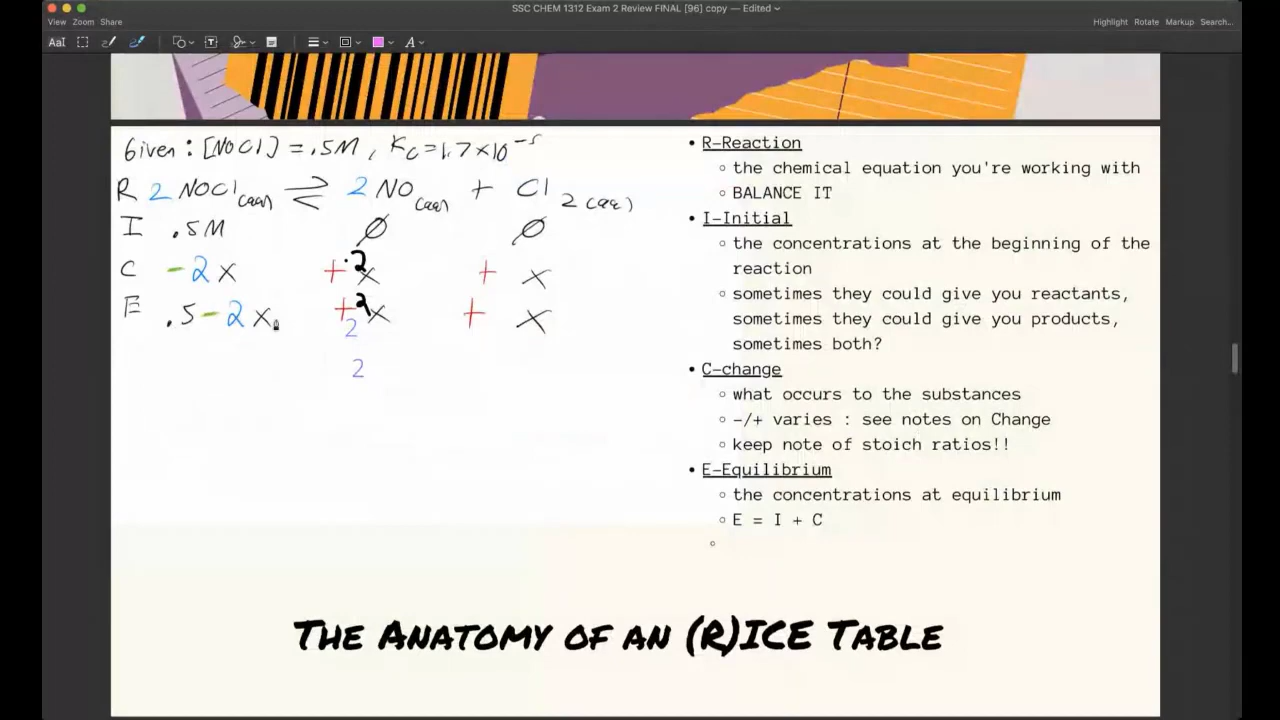 SSC CHEM 1312 Exam 2 Review FINAL [96] copy — Edited
View Zoom Share
Highlight Rotate Markup Search...
AaI T A
Given: [NOCl] = .5M, Kc = 1.7×10⁻⁵
R 2 NOCl(aq) ⇌ 2 NO(aq) + Cl2(aq)
I .5M Ø Ø
C -2x +2x + x
E .5-2x +2x + x
2
2
• R-Reaction
◦ the chemical equation you're working with
◦ BALANCE IT
• I-Initial
◦ the concentrations at the beginning of the
reaction
◦ sometimes they could give you reactants,
sometimes they could give you products,
sometimes both?
• C-change
◦ what occurs to the substances
◦ -/+ varies : see notes on Change
◦ keep note of stoich ratios!!
• E-Equilibrium
◦ the concentrations at equilibrium
◦ E = I + C
THE ANATOMY OF AN (R)ICE TABLE